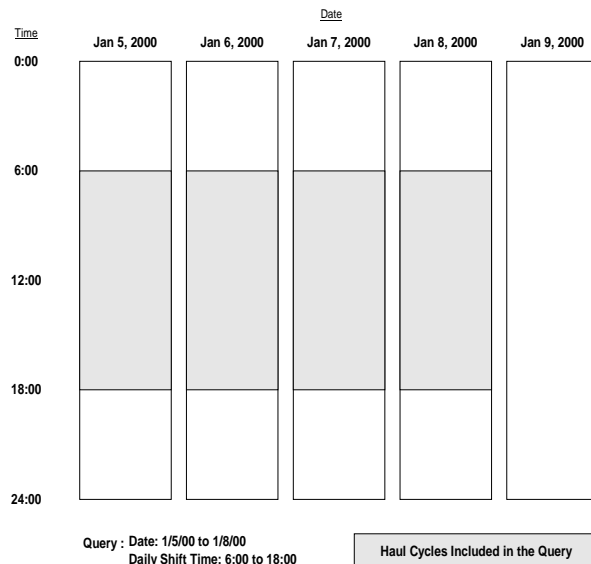 Date
Time
Jan 5, 2000 Jan 6, 2000 Jan 7, 2000 Jan 8, 2000 Jan 9, 2000
0:00
6:00
12:00
18:00
24:00
Query : Date: 1/5/00 to 1/8/00
Daily Shift Time: 6:00 to 18:00
Haul Cycles Included in the Query